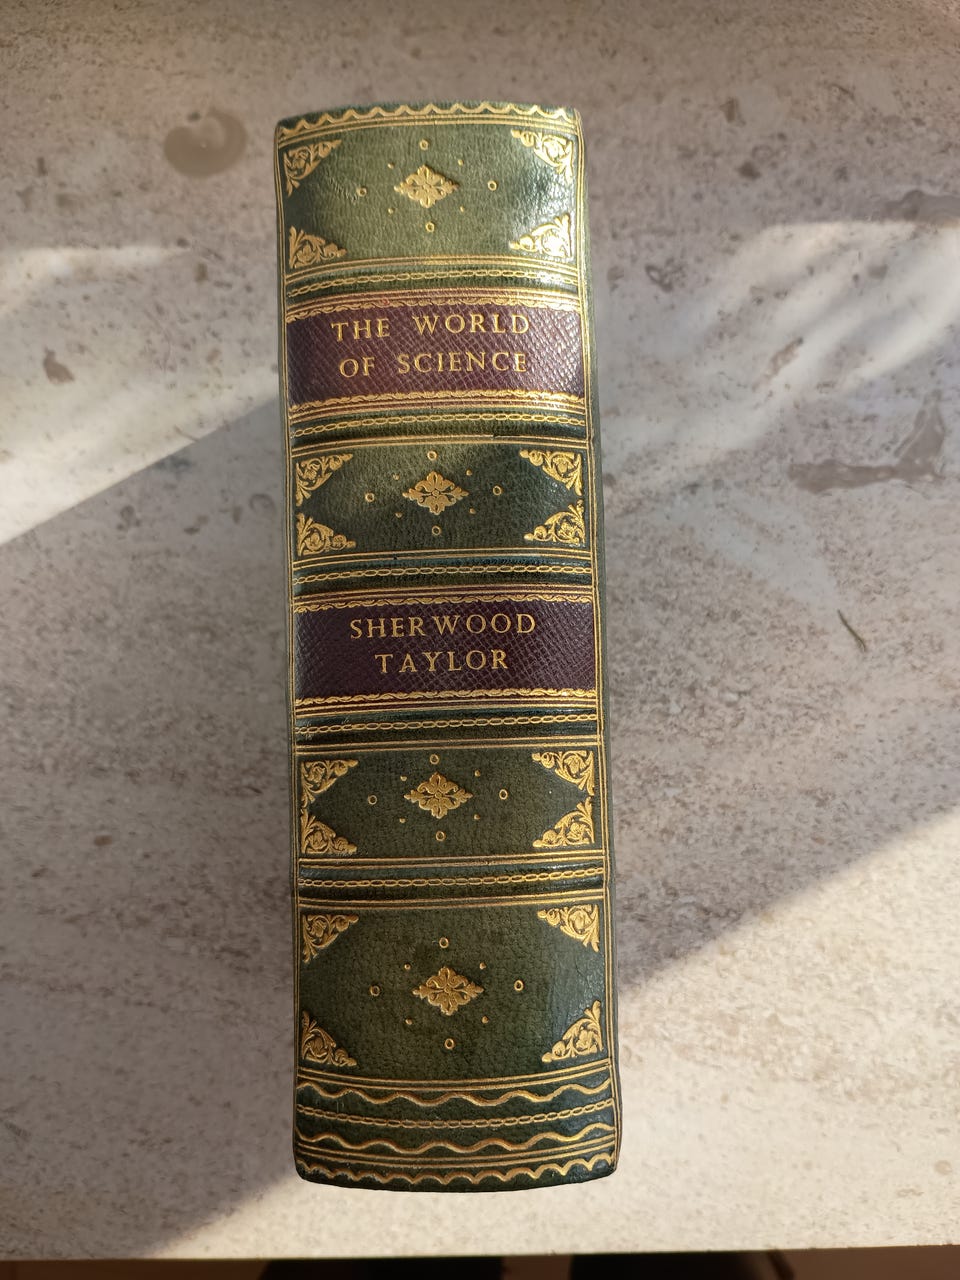 THE WORLD
OF SCIENCE
SHERWOOD
TAYLOR